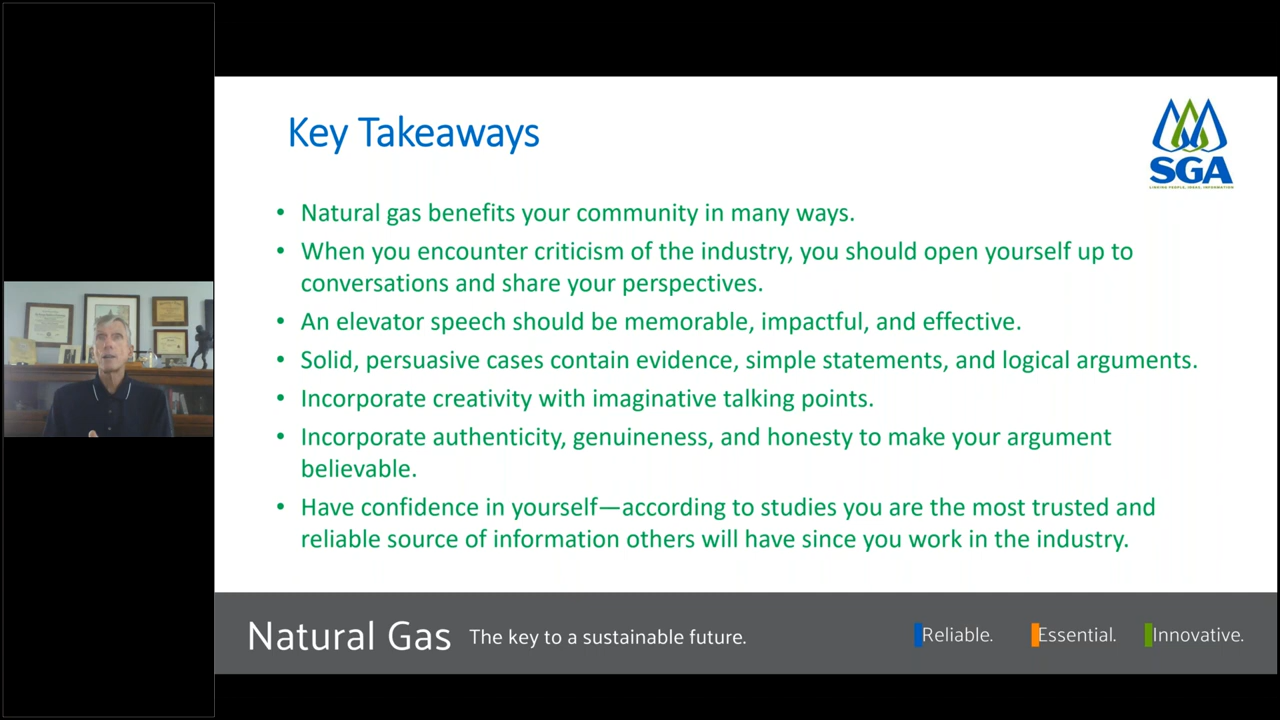 Key Takeaways
SGA
LINKING PEOPLE, IDEAS, INFORMATION
• Natural gas benefits your community in many ways.
• When you encounter criticism of the industry, you should open yourself up to
conversations and share your perspectives.
• An elevator speech should be memorable, impactful, and effective.
• Solid, persuasive cases contain evidence, simple statements, and logical arguments.
• Incorporate creativity with imaginative talking points.
• Incorporate authenticity, genuineness, and honesty to make your argument
believable.
• Have confidence in yourself—according to studies you are the most trusted and
reliable source of information others will have since you work in the industry.
Natural Gas The key to a sustainable future. Reliable. Essential. Innovative.